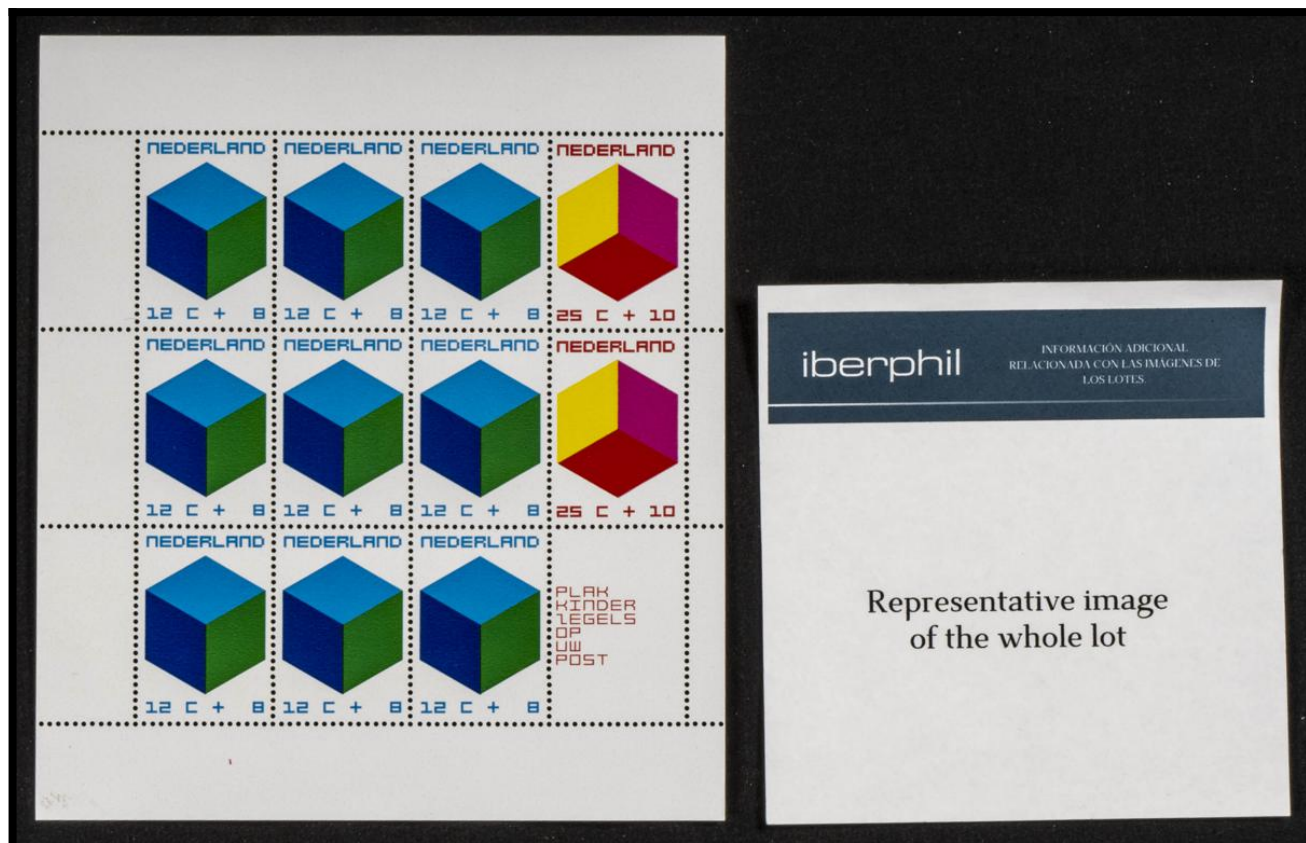 NEDERLAND NEDERLAND NEDERLAND NEDERLAND
12 C + 8 12 C + 8 12 C + 8 25 C + 10
NEDERLAND NEDERLAND NEDERLAND NEDERLAND
12 C + 8 12 C + 8 12 C + 8 25 C + 10
NEDERLAND NEDERLAND NEDERLAND
12 C + 8 12 C + 8 12 C + 8
PLAK
KINDER
ZEGELS
OP
UW
POST
iberphil
INFORMACIÓN ADICIONAL
RELACIONADA CON LAS IMÁGENES DE
LOS LOTES
Representative image
of the whole lot